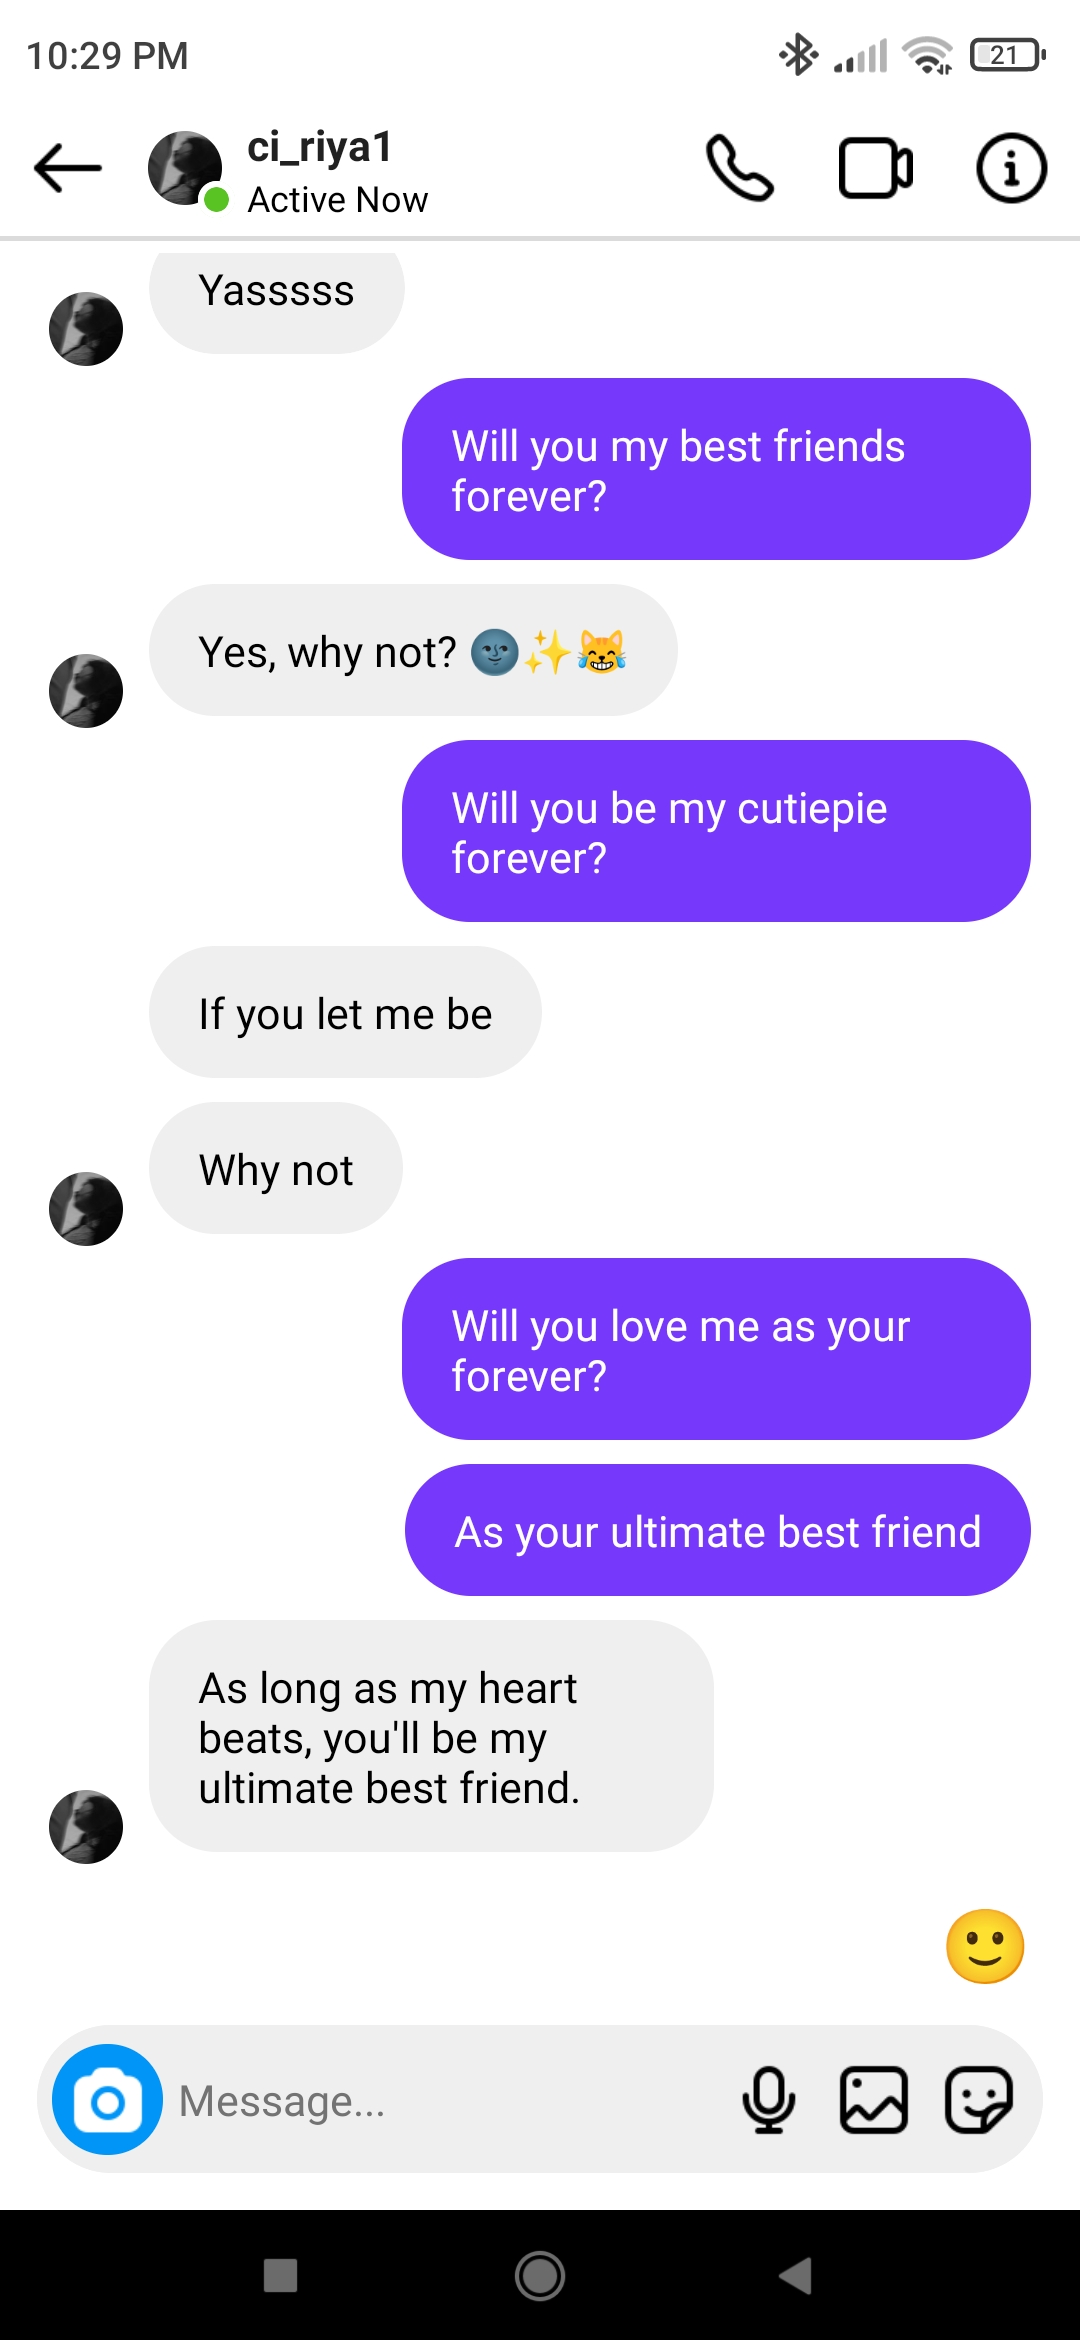 10:29 PM
21
ci_riya1
Active Now
Yasssss
Will you my best friends
forever?
Yes, why not? 🌚✨😹
Will you be my cutiepie
forever?
If you let me be
Why not
Will you love me as your
forever?
As your ultimate best friend
As long as my heart
beats, you'll be my
ultimate best friend.
🙂
Message...